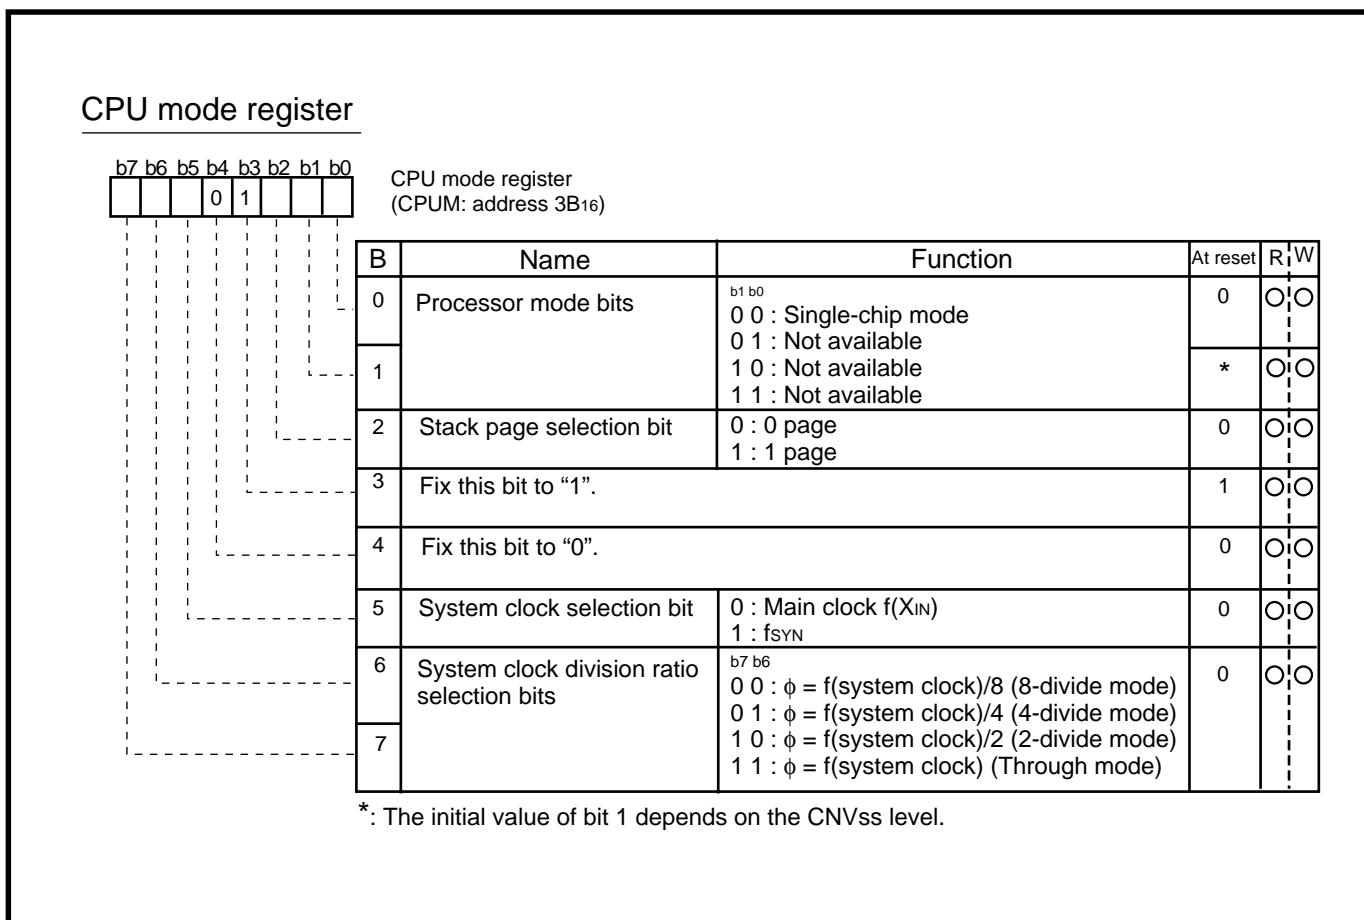 CPU mode register
b7 b6 b5 b4 b3 b2 b1 b0
0 1
CPU mode register
(CPUM: address 3B16)
B Name Function At reset R W
0 Processor mode bits b1 b0 0
0 0 : Single-chip mode
0 1 : Not available
1 1 0 : Not available *
1 1 : Not available
2 Stack page selection bit 0 : 0 page 0
1 : 1 page
3 Fix this bit to “1”. 1
4 Fix this bit to “0”. 0
5 System clock selection bit 0 : Main clock f(XIN) 0
1 : fSYN
6 System clock division ratio b7 b6 0
selection bits 0 0 : ϕ = f(system clock)/8 (8-divide mode)
0 1 : ϕ = f(system clock)/4 (4-divide mode)
7 1 0 : ϕ = f(system clock)/2 (2-divide mode)
1 1 : ϕ = f(system clock) (Through mode)
*: The initial value of bit 1 depends on the CNVss level.